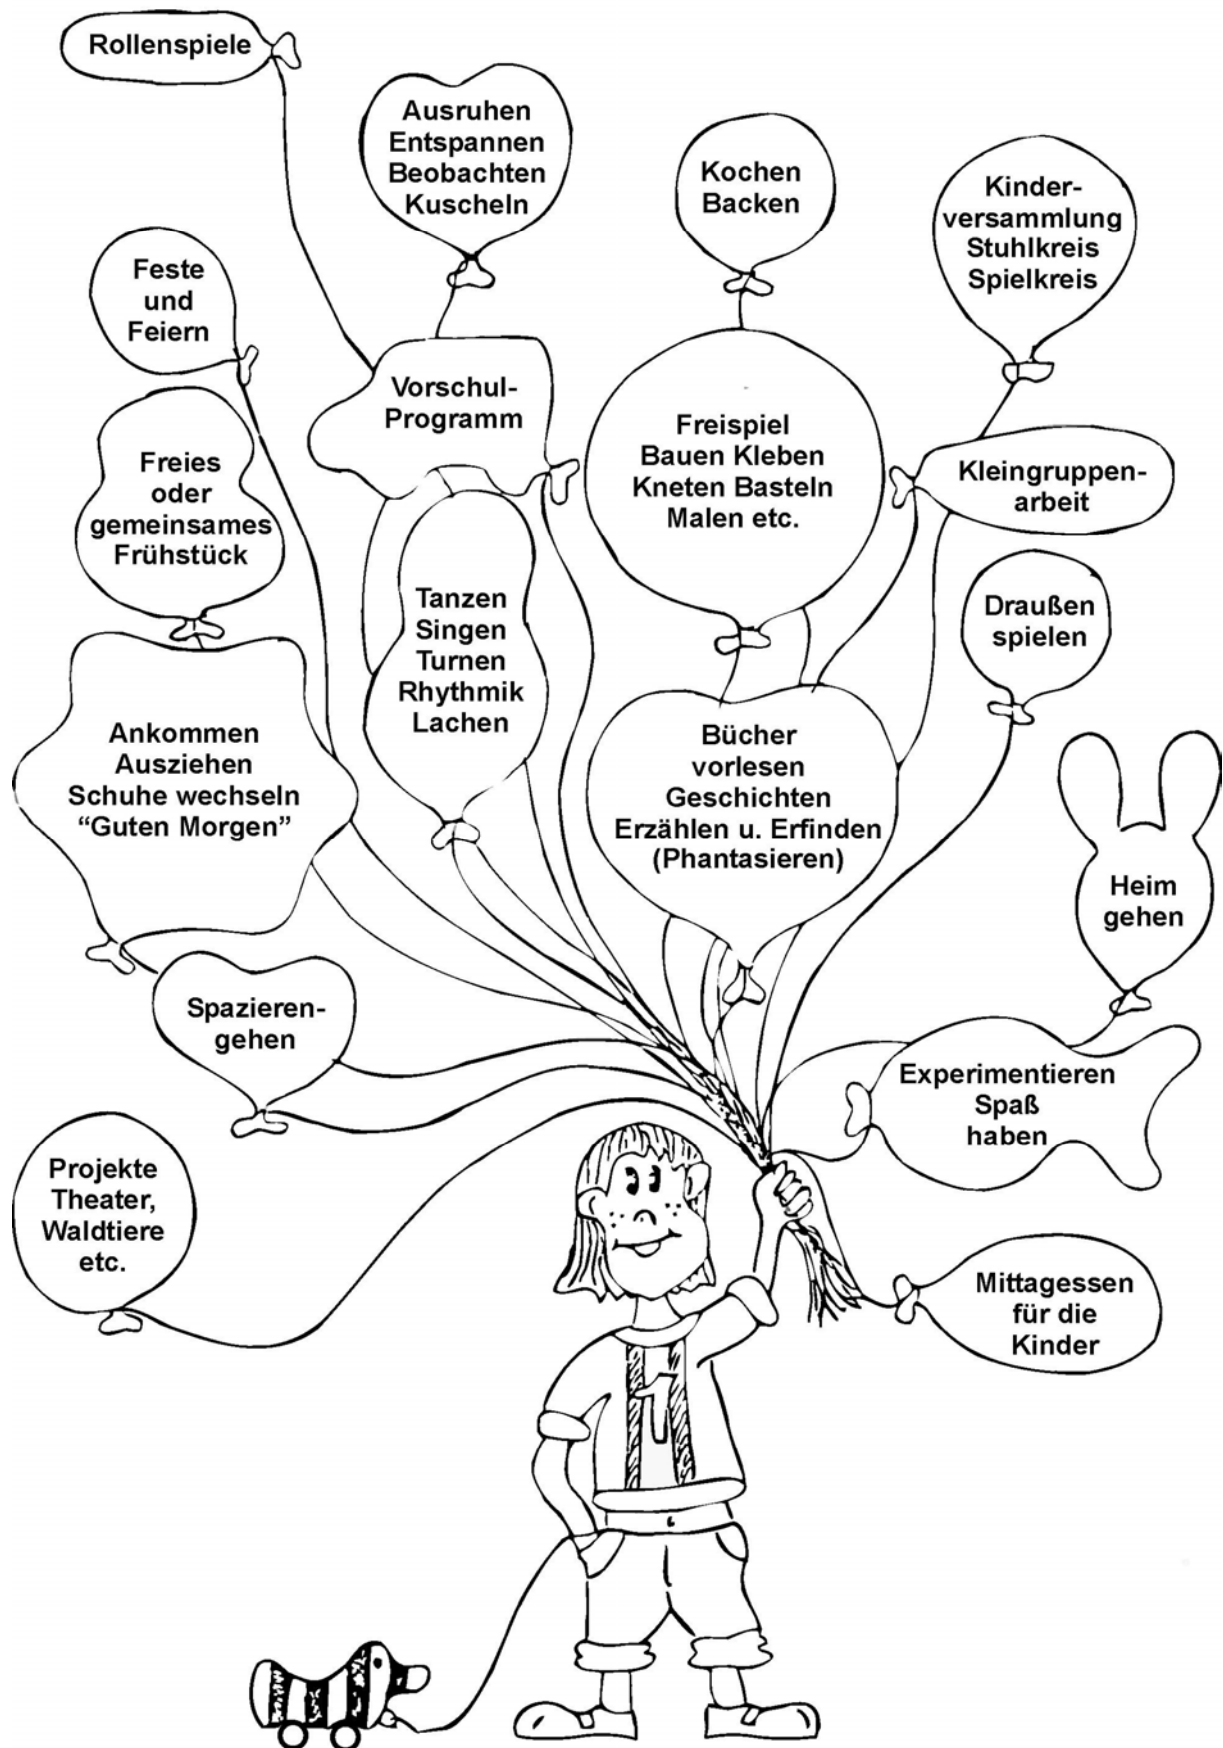 Rollenspiele
Ausruhen
Entspannen
Beobachten
Kuscheln
Kochen
Backen
Kinder-
versammlung
Stuhlkreis
Spielkreis
Feste
und
Feiern
Vorschul-
Programm
Freispiel
Bauen Kleben
Kneten Basteln
Malen etc.
Kleingruppen-
arbeit
Freies
oder
gemeinsames
Frühstück
Tanzen
Singen
Turnen
Rhythmik
Lachen
Draußen
spielen
Ankommen
Ausziehen
Schuhe wechseln
“Guten Morgen”
Bücher
vorlesen
Geschichten
Erzählen u. Erfinden
(Phantasieren)
Heim
gehen
Spazieren-
gehen
Experimentieren
Spaß
haben
Projekte
Theater,
Waldtiere
etc.
Mittagessen
für die
Kinder
1